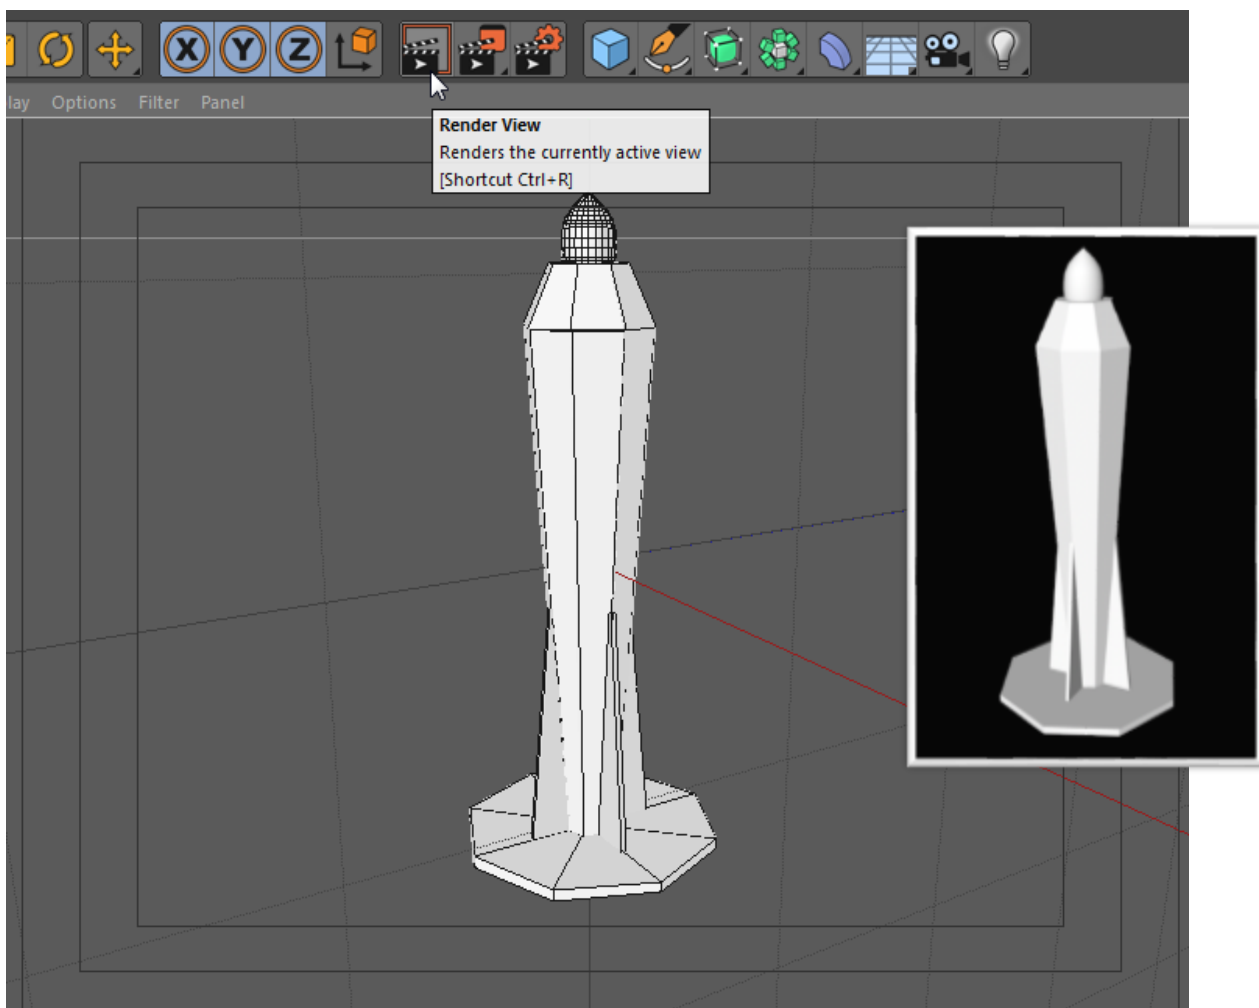 X Y Z
lay Options Filter Panel
Render View
Renders the currently active view
[Shortcut Ctrl+R]